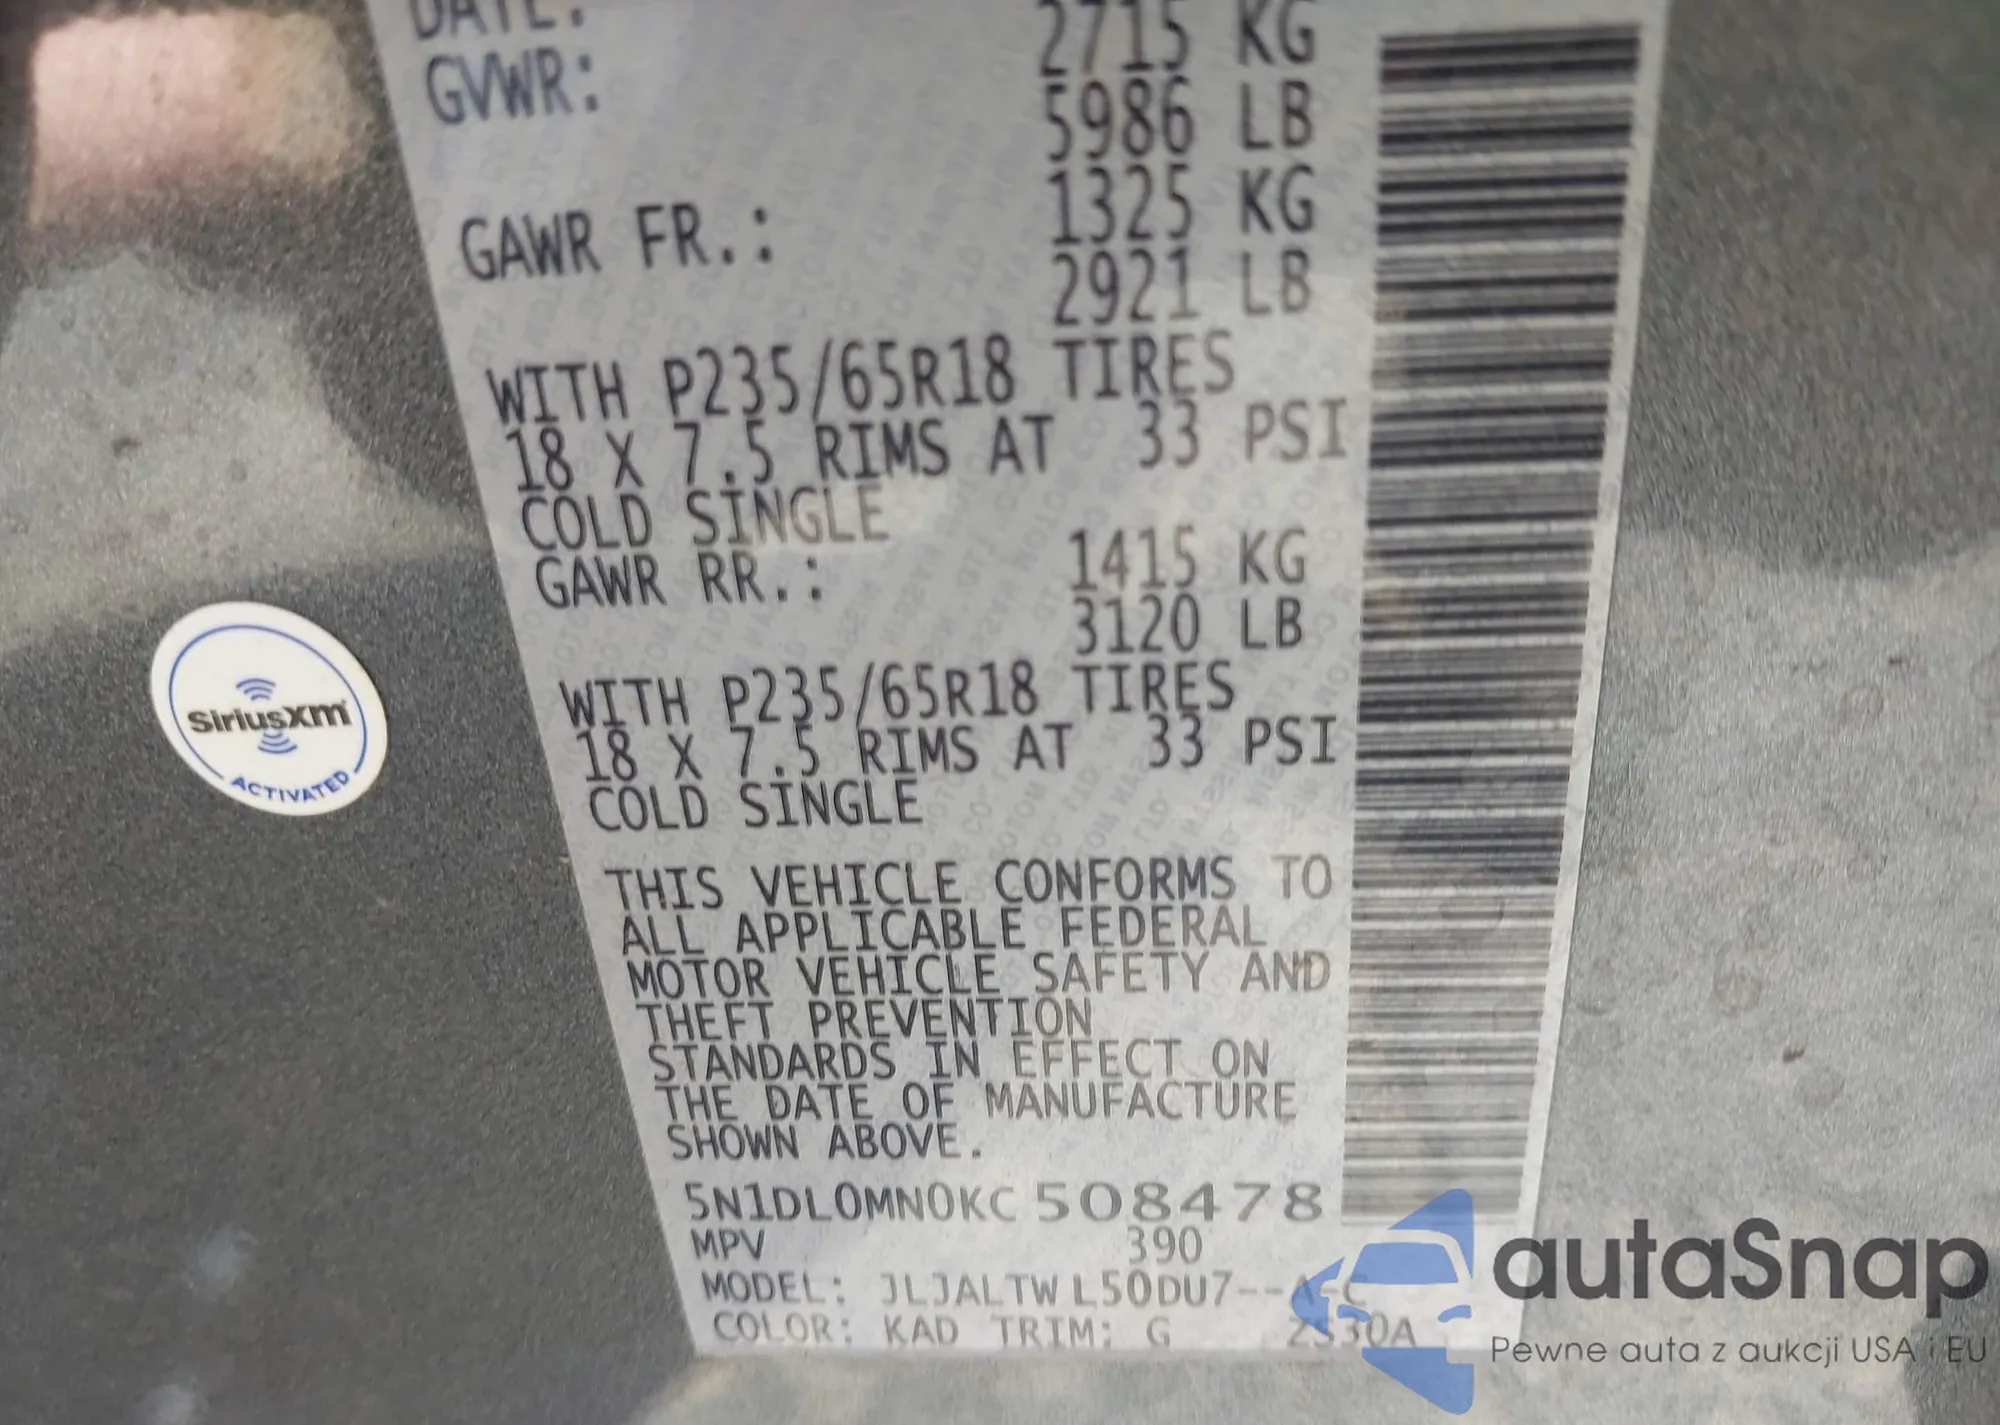 DATE:
2715 KG
GVWR:
5986 LB
1325 KG
GAWR FR.:
2921 LB
WITH P235/65R18 TIRES
18 X 7.5 RIMS AT 33 PSI
COLD SINGLE
1415 KG
GAWR RR.:
3120 LB
WITH P235/65R18 TIRES
18 X 7.5 RIMS AT 33 PSI
COLD SINGLE
THIS VEHICLE CONFORMS TO
ALL APPLICABLE FEDERAL
MOTOR VEHICLE SAFETY AND
THEFT PREVENTION
STANDARDS IN EFFECT ON
THE DATE OF MANUFACTURE
SHOWN ABOVE.
5N1DL0MN0KC508478
MPV 390
MODEL: JLJALTWL50DU7--A-C
COLOR: KAD TRIM: G 2530A
SiriusXM
ACTIVATED
autaSnap
Pewne auta z aukcji USA i EU